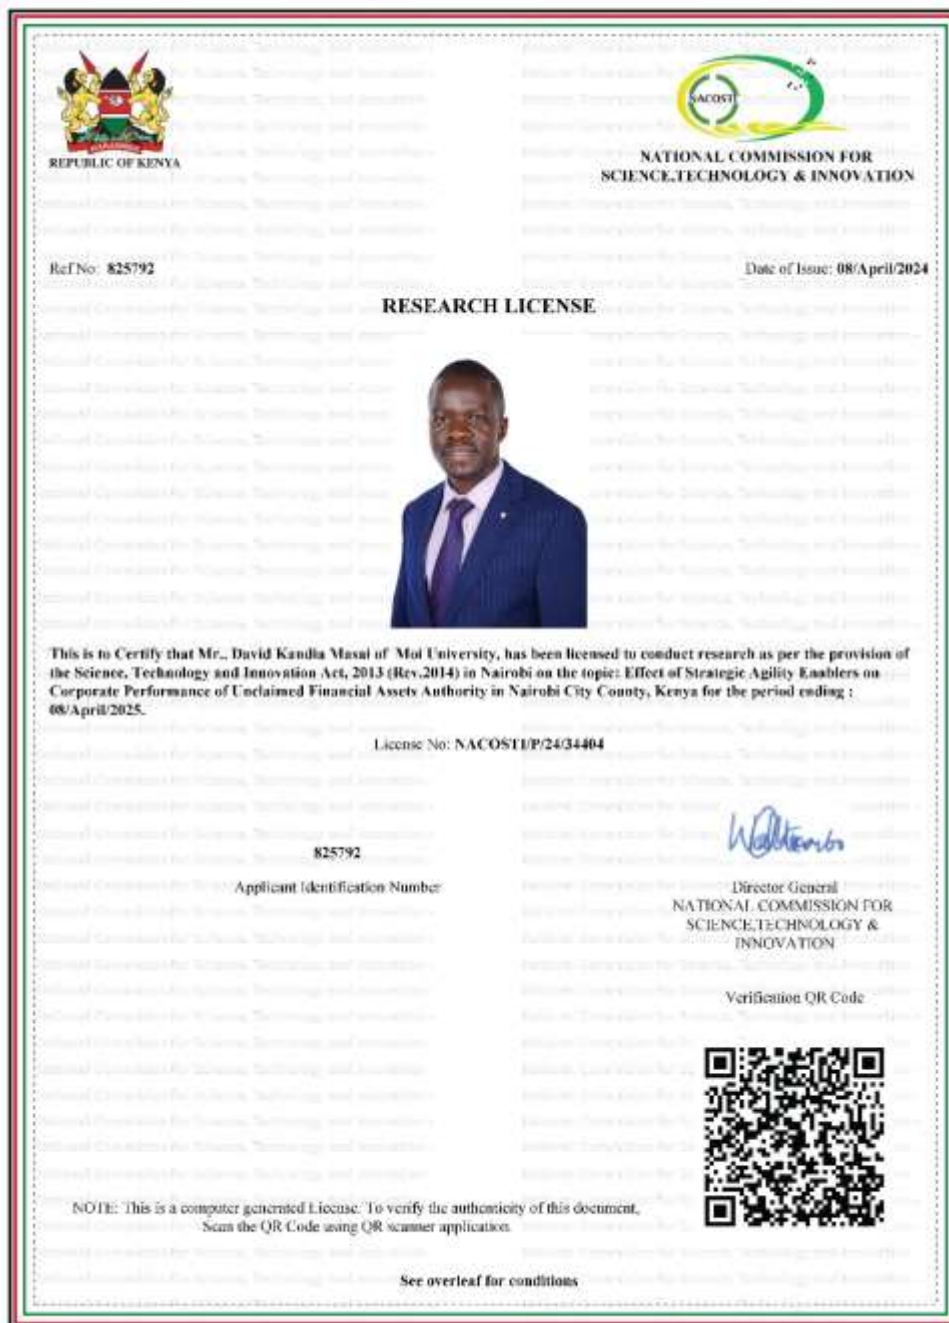 REPUBLIC OF KENYA
NATIONAL COMMISSION FOR
SCIENCE,TECHNOLOGY & INNOVATION
Ref No: 825792
Date of Issue: 08/April/2024
RESEARCH LICENSE
This is to Certify that Mr.. David Kandia Masai of Moi University, has been licensed to conduct research as per the provision of
the Science, Technology and Innovation Act, 2013 (Rev.2014) in Nairobi on the topic: Effect of Strategic Agility Enablers on
Corporate Performance of Unclaimed Financial Assets Authority in Nairobi City County, Kenya for the period ending :
08/April/2025.
License No: NACOSTI/P/24/34404
825792
Applicant Identification Number
Director General
NATIONAL COMMISSION FOR
SCIENCE,TECHNOLOGY &
INNOVATION
Verification QR Code
NOTE: This is a computer generated License. To verify the authenticity of this document,
Scan the QR Code using QR scanner application.
See overleaf for conditions